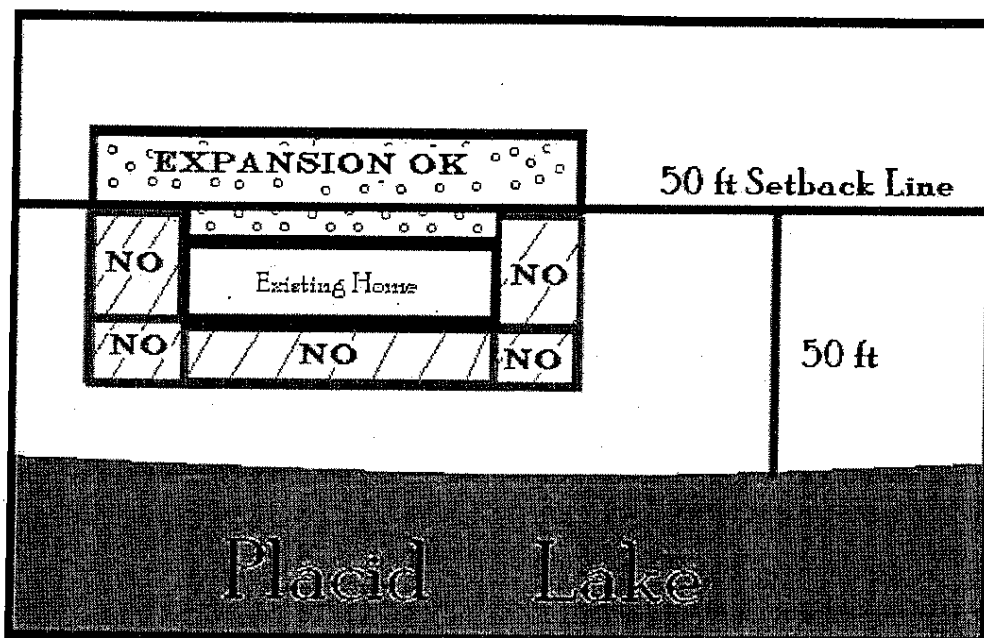 EXPANSION OK
50 ft Setback Line
NO
Existing Home
NO
NO
NO
NO
50 ft
Placid Lake